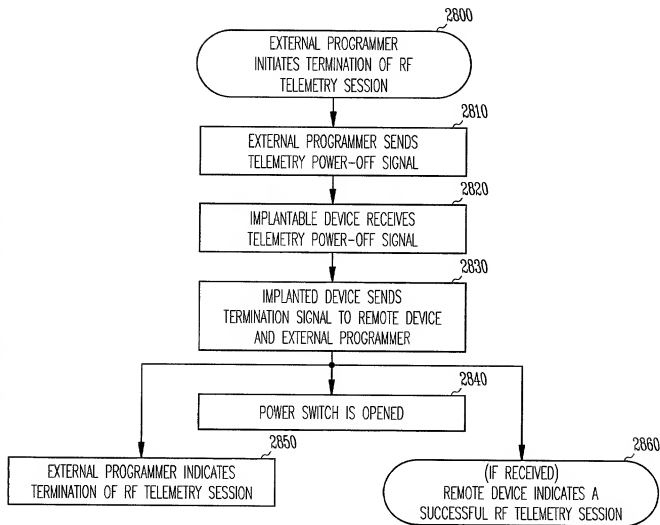 2800
EXTERNAL PROGRAMMER
INITIATES TERMINATION OF RF
TELEMETRY SESSION
2810
EXTERNAL PROGRAMMER SENDS
TELEMETRY POWER-OFF SIGNAL
2820
IMPLANTABLE DEVICE RECEIVES
TELEMETRY POWER-OFF SIGNAL
2830
IMPLANTED DEVICE SENDS
TERMINATION SIGNAL TO REMOTE DEVICE
AND EXTERNAL PROGRAMMER
2840
POWER SWITCH IS OPENED
2850
EXTERNAL PROGRAMMER INDICATES
TERMINATION OF RF TELEMETRY SESSION
2860
(IF RECEIVED)
REMOTE DEVICE INDICATES A
SUCCESSFUL RF TELEMETRY SESSION